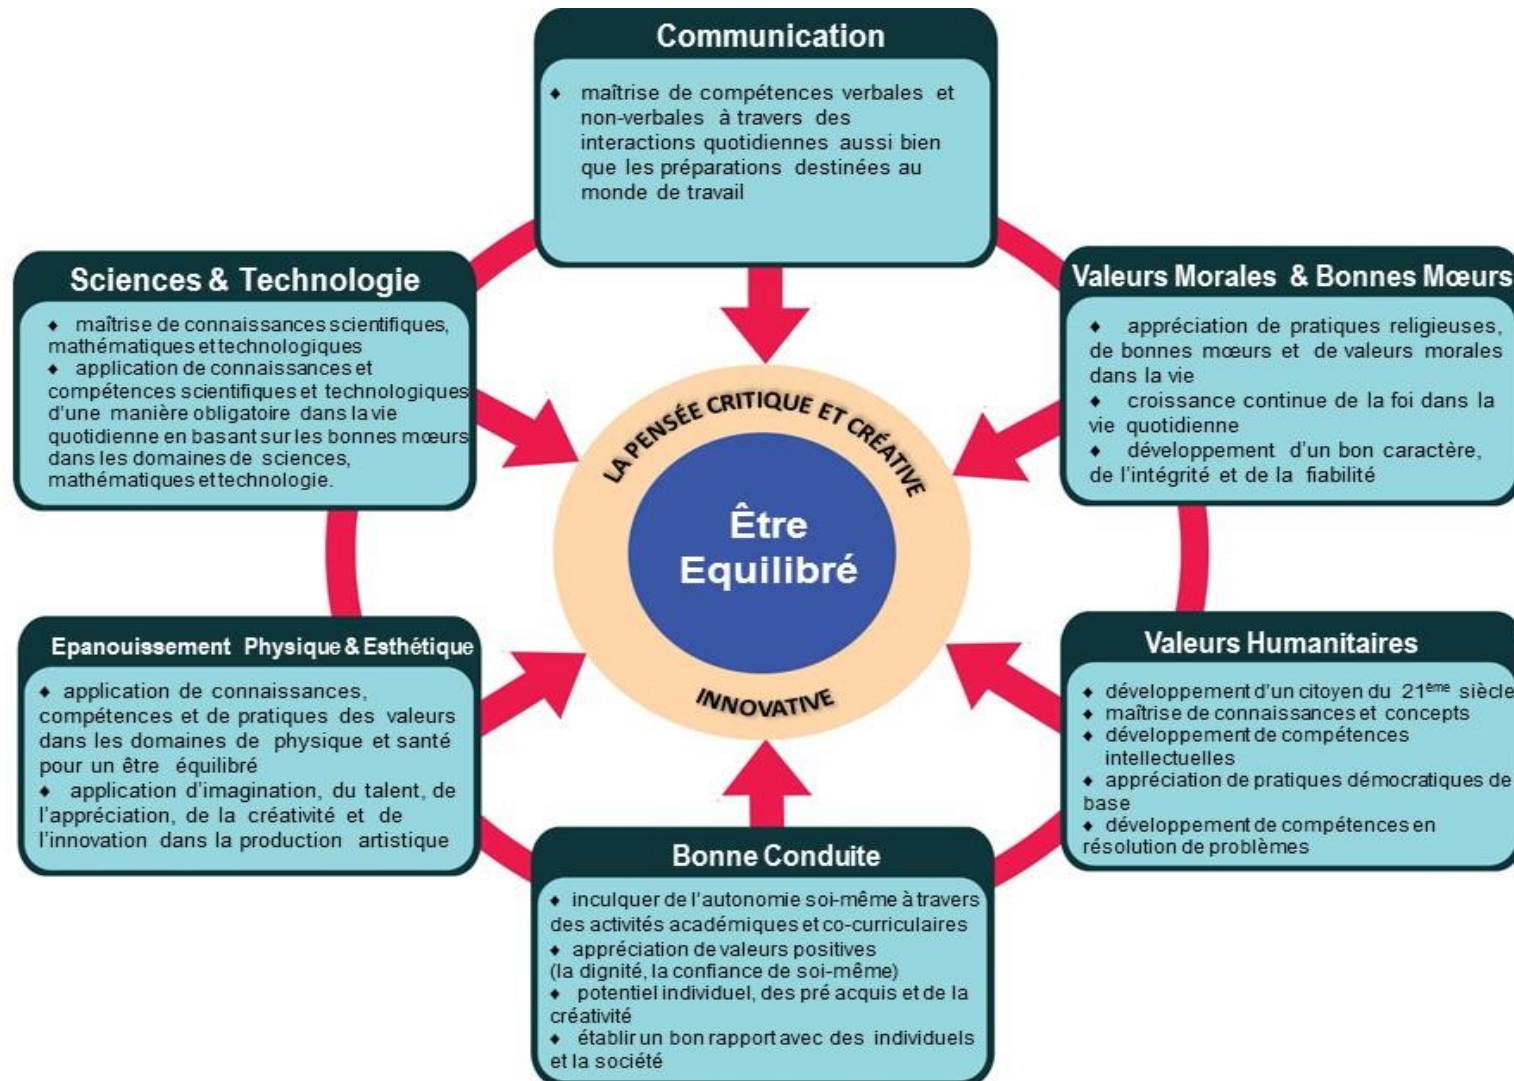 Communication
♦ maîtrise de compétences verbales et
non-verbales à travers des
interactions quotidiennes aussi bien
que les préparations destinées au
monde de travail
Sciences & Technologie
♦ maîtrise de connaissances scientifiques,
mathématiques et technologiques
♦ application de connaissances et
compétences scientifiques et technologiques
d'une manière obligatoire dans la vie
quotidienne en basant sur les bonnes mœurs
dans les domaines de sciences,
mathématiques et technologie.
Valeurs Morales & Bonnes Mœurs
♦ appréciation de pratiques religieuses,
de bonnes mœurs et de valeurs morales
dans la vie
♦ croissance continue de la foi dans la
vie quotidienne
♦ développement d'un bon caractère,
de l'intégrité et de la fiabilité
LA PENSÉE CRITIQUE ET CRÉATIVE
Être
Equilibré
INNOVATIVE
Epanouissement Physique & Esthétique
♦ application de connaissances,
compétences et de pratiques des valeurs
dans les domaines de physique et santé
pour un être équilibré
♦ application d'imagination, du talent, de
l'appréciation, de la créativité et de
l'innovation dans la production artistique
Valeurs Humanitaires
♦ développement d'un citoyen du 21ème siècle
♦ maîtrise de connaissances et concepts
♦ développement de compétences
intellectuelles
♦ appréciation de pratiques démocratiques de
base
♦ développement de compétences en
résolution de problèmes
Bonne Conduite
♦ inculquer de l'autonomie soi-même à travers
des activités académiques et co-curriculaires
♦ appréciation de valeurs positives
(la dignité, la confiance de soi-même)
♦ potentiel individuel, des pré acquis et de la
créativité
♦ établir un bon rapport avec des individuels
et la société